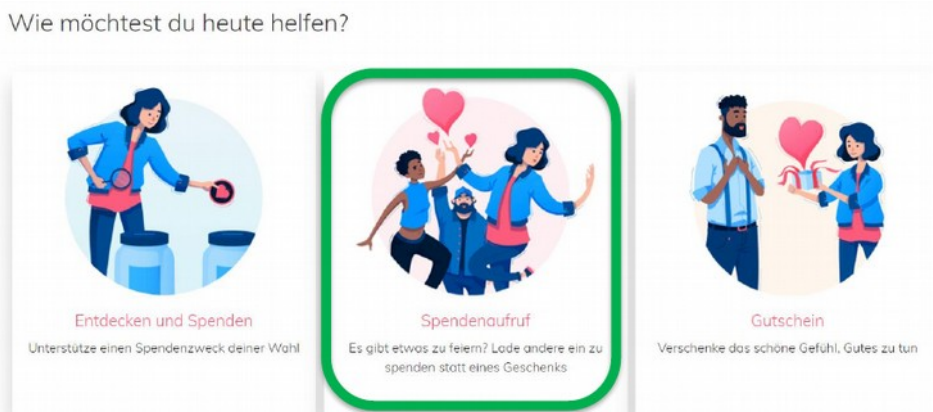 Wie möchtest du heute helfen?
Entdecken und Spenden
Unterstütze einen Spendenzweck deiner Wahl
Spendenaufruf
Es gibt etwas zu feiern? Lade andere ein zu
spenden statt eines Geschenks
Gutschein
Verschenke das schöne Gefühl, Gutes zu tun